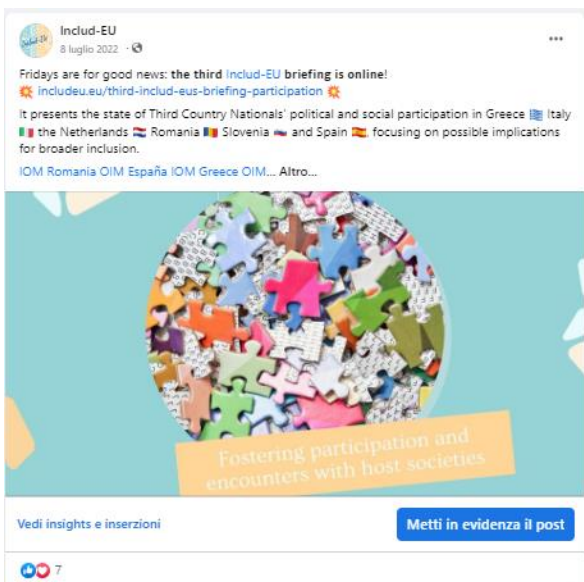 Includ-EU
8 luglio 2022 ·
Fridays are for good news: the third Includ-EU briefing is online!
💥 includeu.eu/third-includ-eus-briefing-participation 💥
It presents the state of Third Country Nationals' political and social participation in Greece 🇬🇷 Italy
🇮🇹 the Netherlands 🇳🇱 Romania 🇷🇴 Slovenia 🇸🇮 and Spain 🇪🇸, focusing on possible implications
for broader inclusion.
IOM Romania OIM España IOM Greece OIM... Altro...
Fostering participation and
encounters with host societies
Vedi insights e inserzioni
Metti in evidenza il post
7